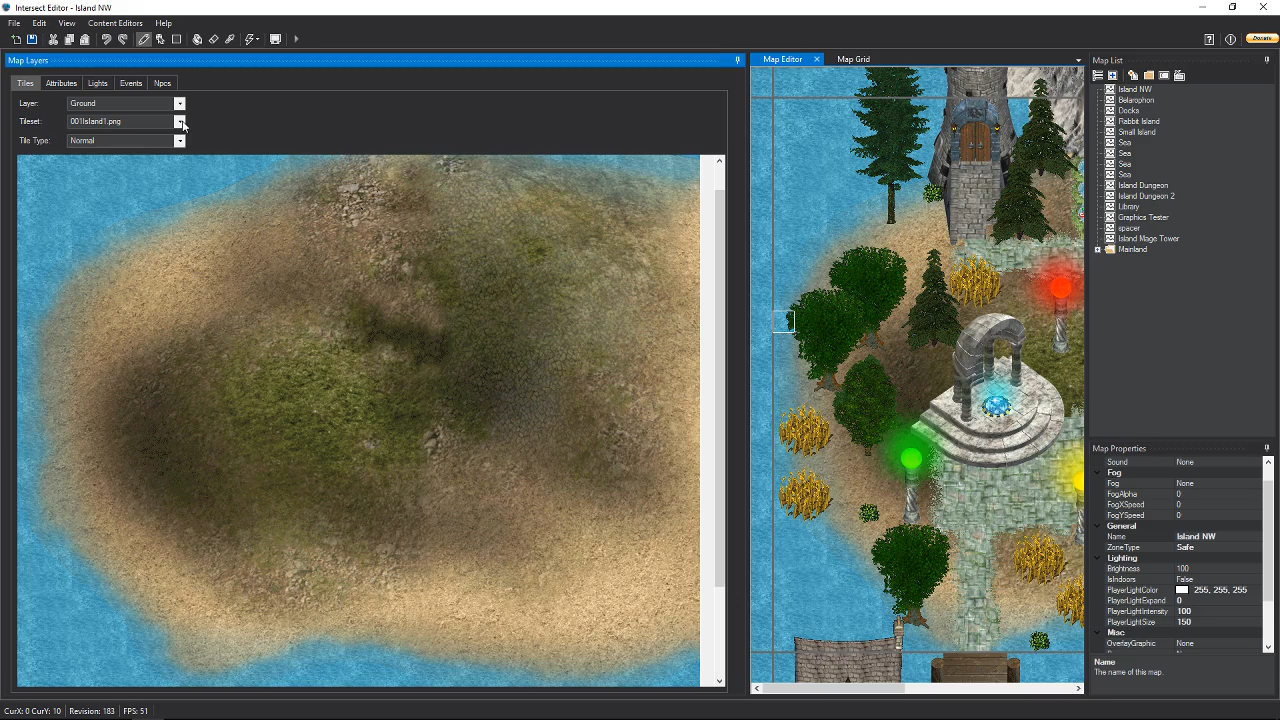 Intersect Editor - Island NW
File Edit View Content Editors Help
Donate
Map Layers
Tiles Attributes Lights Events Npcs
Layer: Ground
Tileset: 001Island1.png
Tile Type: Normal
Map Editor Map Grid
Map List
Island NW
Belarophon
Docks
Rabbit Island
Small Island
Sea
Sea
Sea
Sea
Island Dungeon
Island Dungeon 2
Library
Graphics Tester
spacer
Island Mage Tower
Mainland
Map Properties
Sound None
Fog
Fog None
FogAlpha 0
FogXSpeed 0
FogYSpeed 0
General
Name Island NW
ZoneType Safe
Lighting
Brightness 100
IsIndoors False
PlayerLightColor 255, 255, 255
PlayerLightExpand 0
PlayerLightIntensity 100
PlayerLightSize 150
Misc
OverlayGraphic None
Name
The name of this map.
CurX: 0 CurY: 10 Revision: 183 FPS: 51